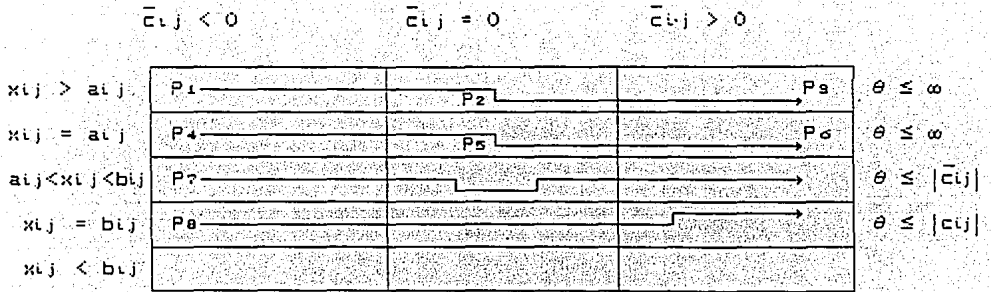 c̅ij < 0 c̅ij = 0 c̅ij > 0
xij > aij P1 P2 P3 θ ≤ ∞
xij = aij P4 P5 P6 θ ≤ ∞
aij<xij<bij P7 θ ≤ |c̅ij|
xij = bij P8 θ ≤ |cij|
xij < bij